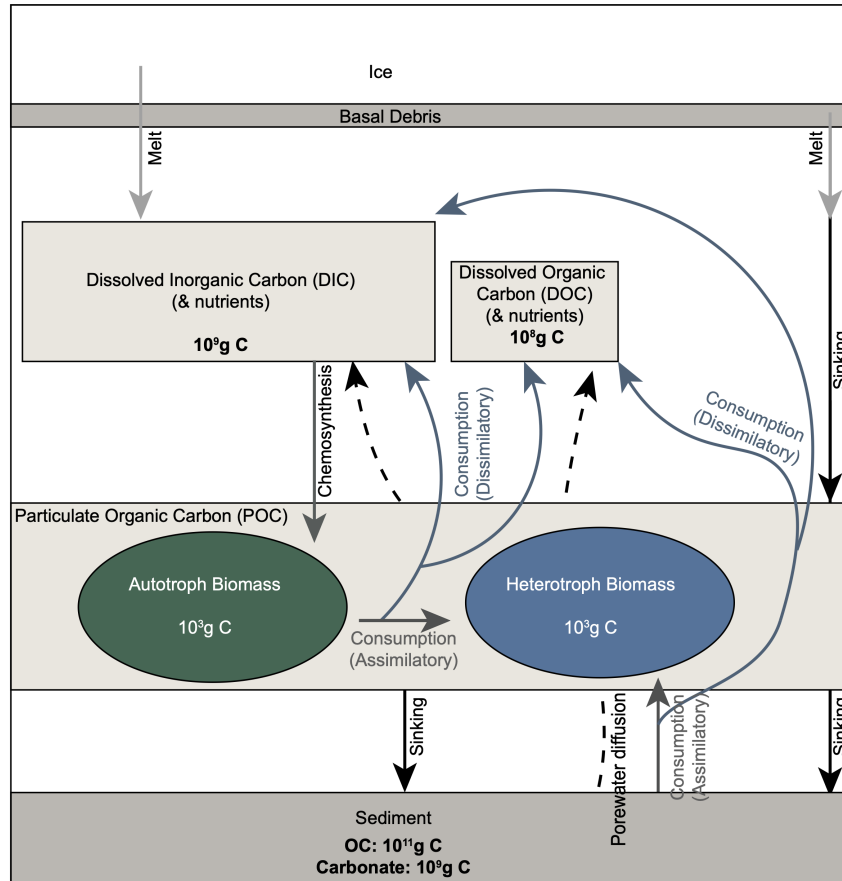 Ice
Basal Debris
Melt
Melt
Dissolved Inorganic Carbon (DIC)
(& nutrients)
10⁹g C
Dissolved Organic
Carbon (DOC)
(& nutrients)
10⁸g C
Chemosynthesis
Consumption
(Dissimilatory)
Consumption
(Dissimilatory)
Sinking
Particulate Organic Carbon (POC)
Autotroph Biomass
10³g C
Heterotroph Biomass
10³g C
Consumption
(Assimilatory)
Sinking
Porewater diffusion
Consumption
(Assimilatory)
Sinking
Sediment
OC: 10¹¹g C
Carbonate: 10⁹g C